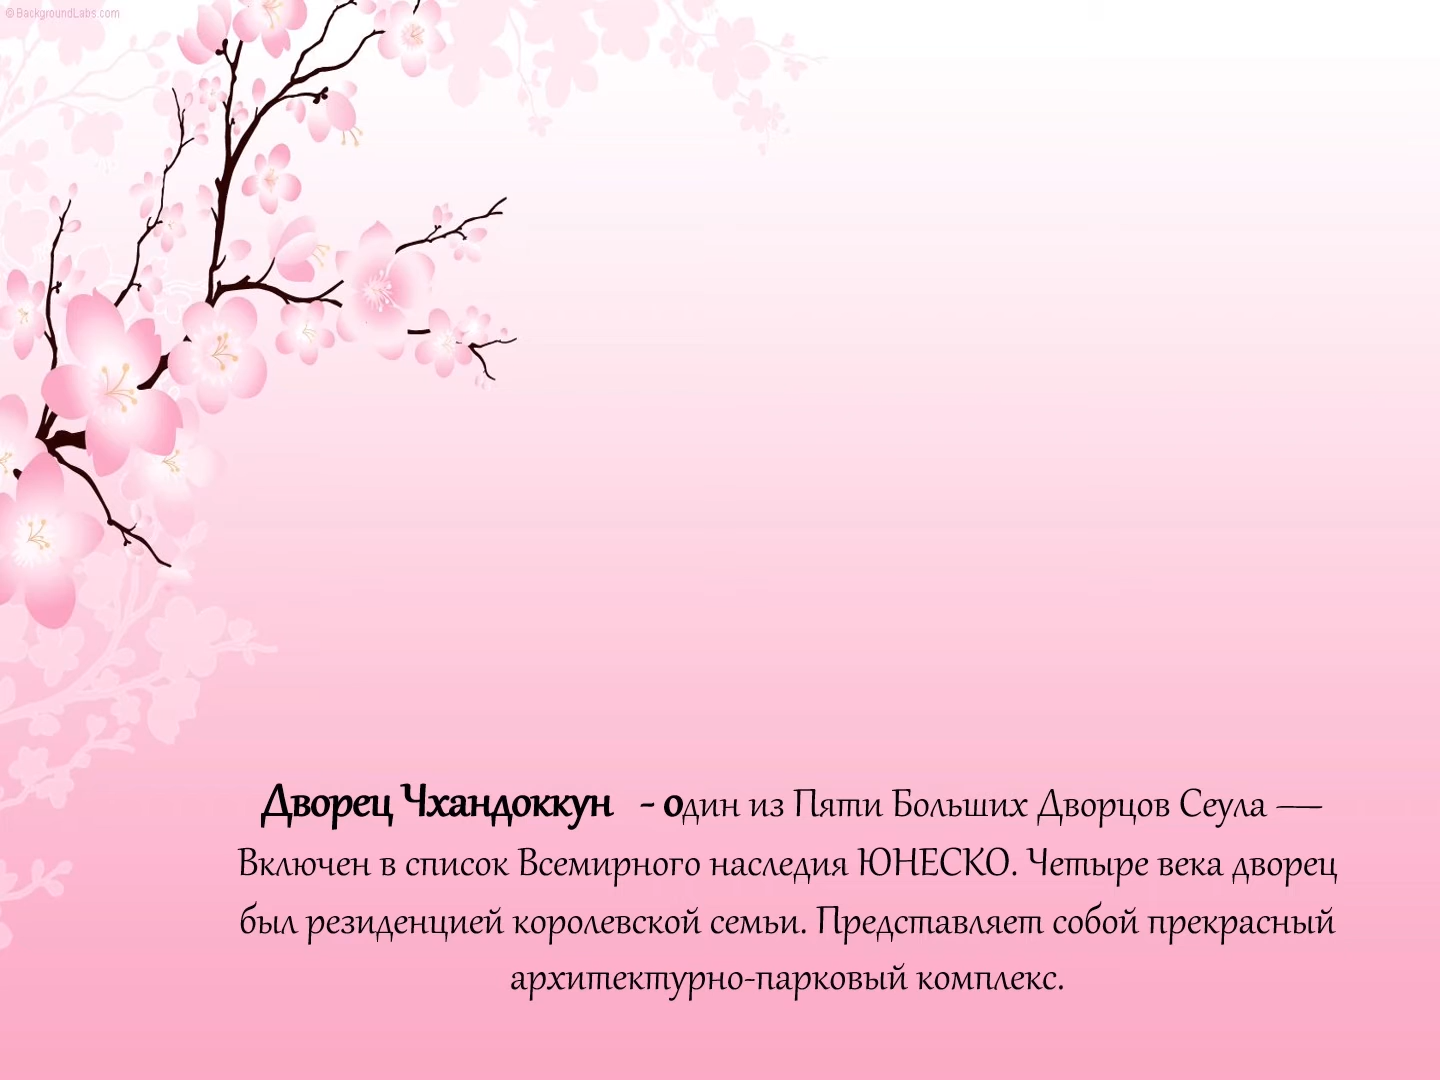 ©BackgroundLabs.com
Дворец Чхандоккун - один из Пяти Больших Дворцов Сеула —
Включен в список Всемирного наследия ЮНЕСКО. Четыре века дворец
был резиденцией королевской семьи. Представляет собой прекрасный
архитектурно-парковый комплекс.